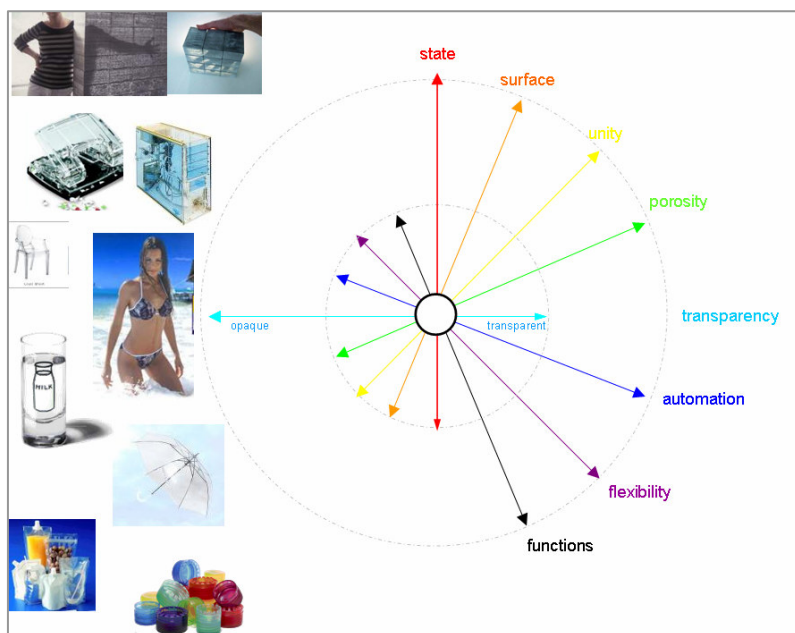 state
surface
unity
porosity
transparency
opaque
transparent
automation
flexibility
functions
MILK